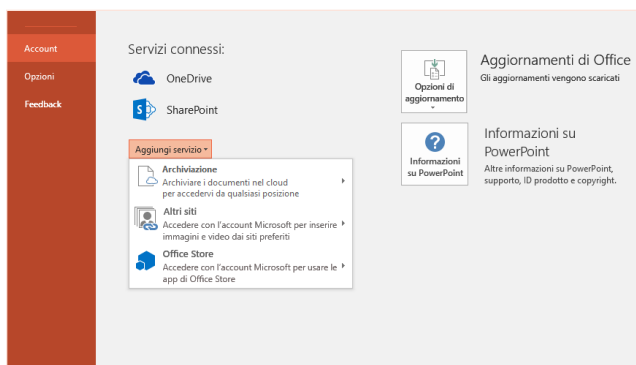 Account
Opzioni
Feedback
Servizi connessi:
OneDrive
SharePoint
Aggiungi servizio
Archiviazione
Archiviare i documenti nel cloud
per accedervi da qualsiasi posizione
Altri siti
Accedere con l'account Microsoft per inserire
immagini e video dai siti preferiti
Office Store
Accedere con l'account Microsoft per usare le
app di Office Store
Opzioni di
aggiornamento
Aggiornamenti di Office
Gli aggiornamenti vengono scaricati
Informazioni
su PowerPoint
Informazioni su
PowerPoint
Altre informazioni su PowerPoint,
supporto, ID prodotto e copyright.